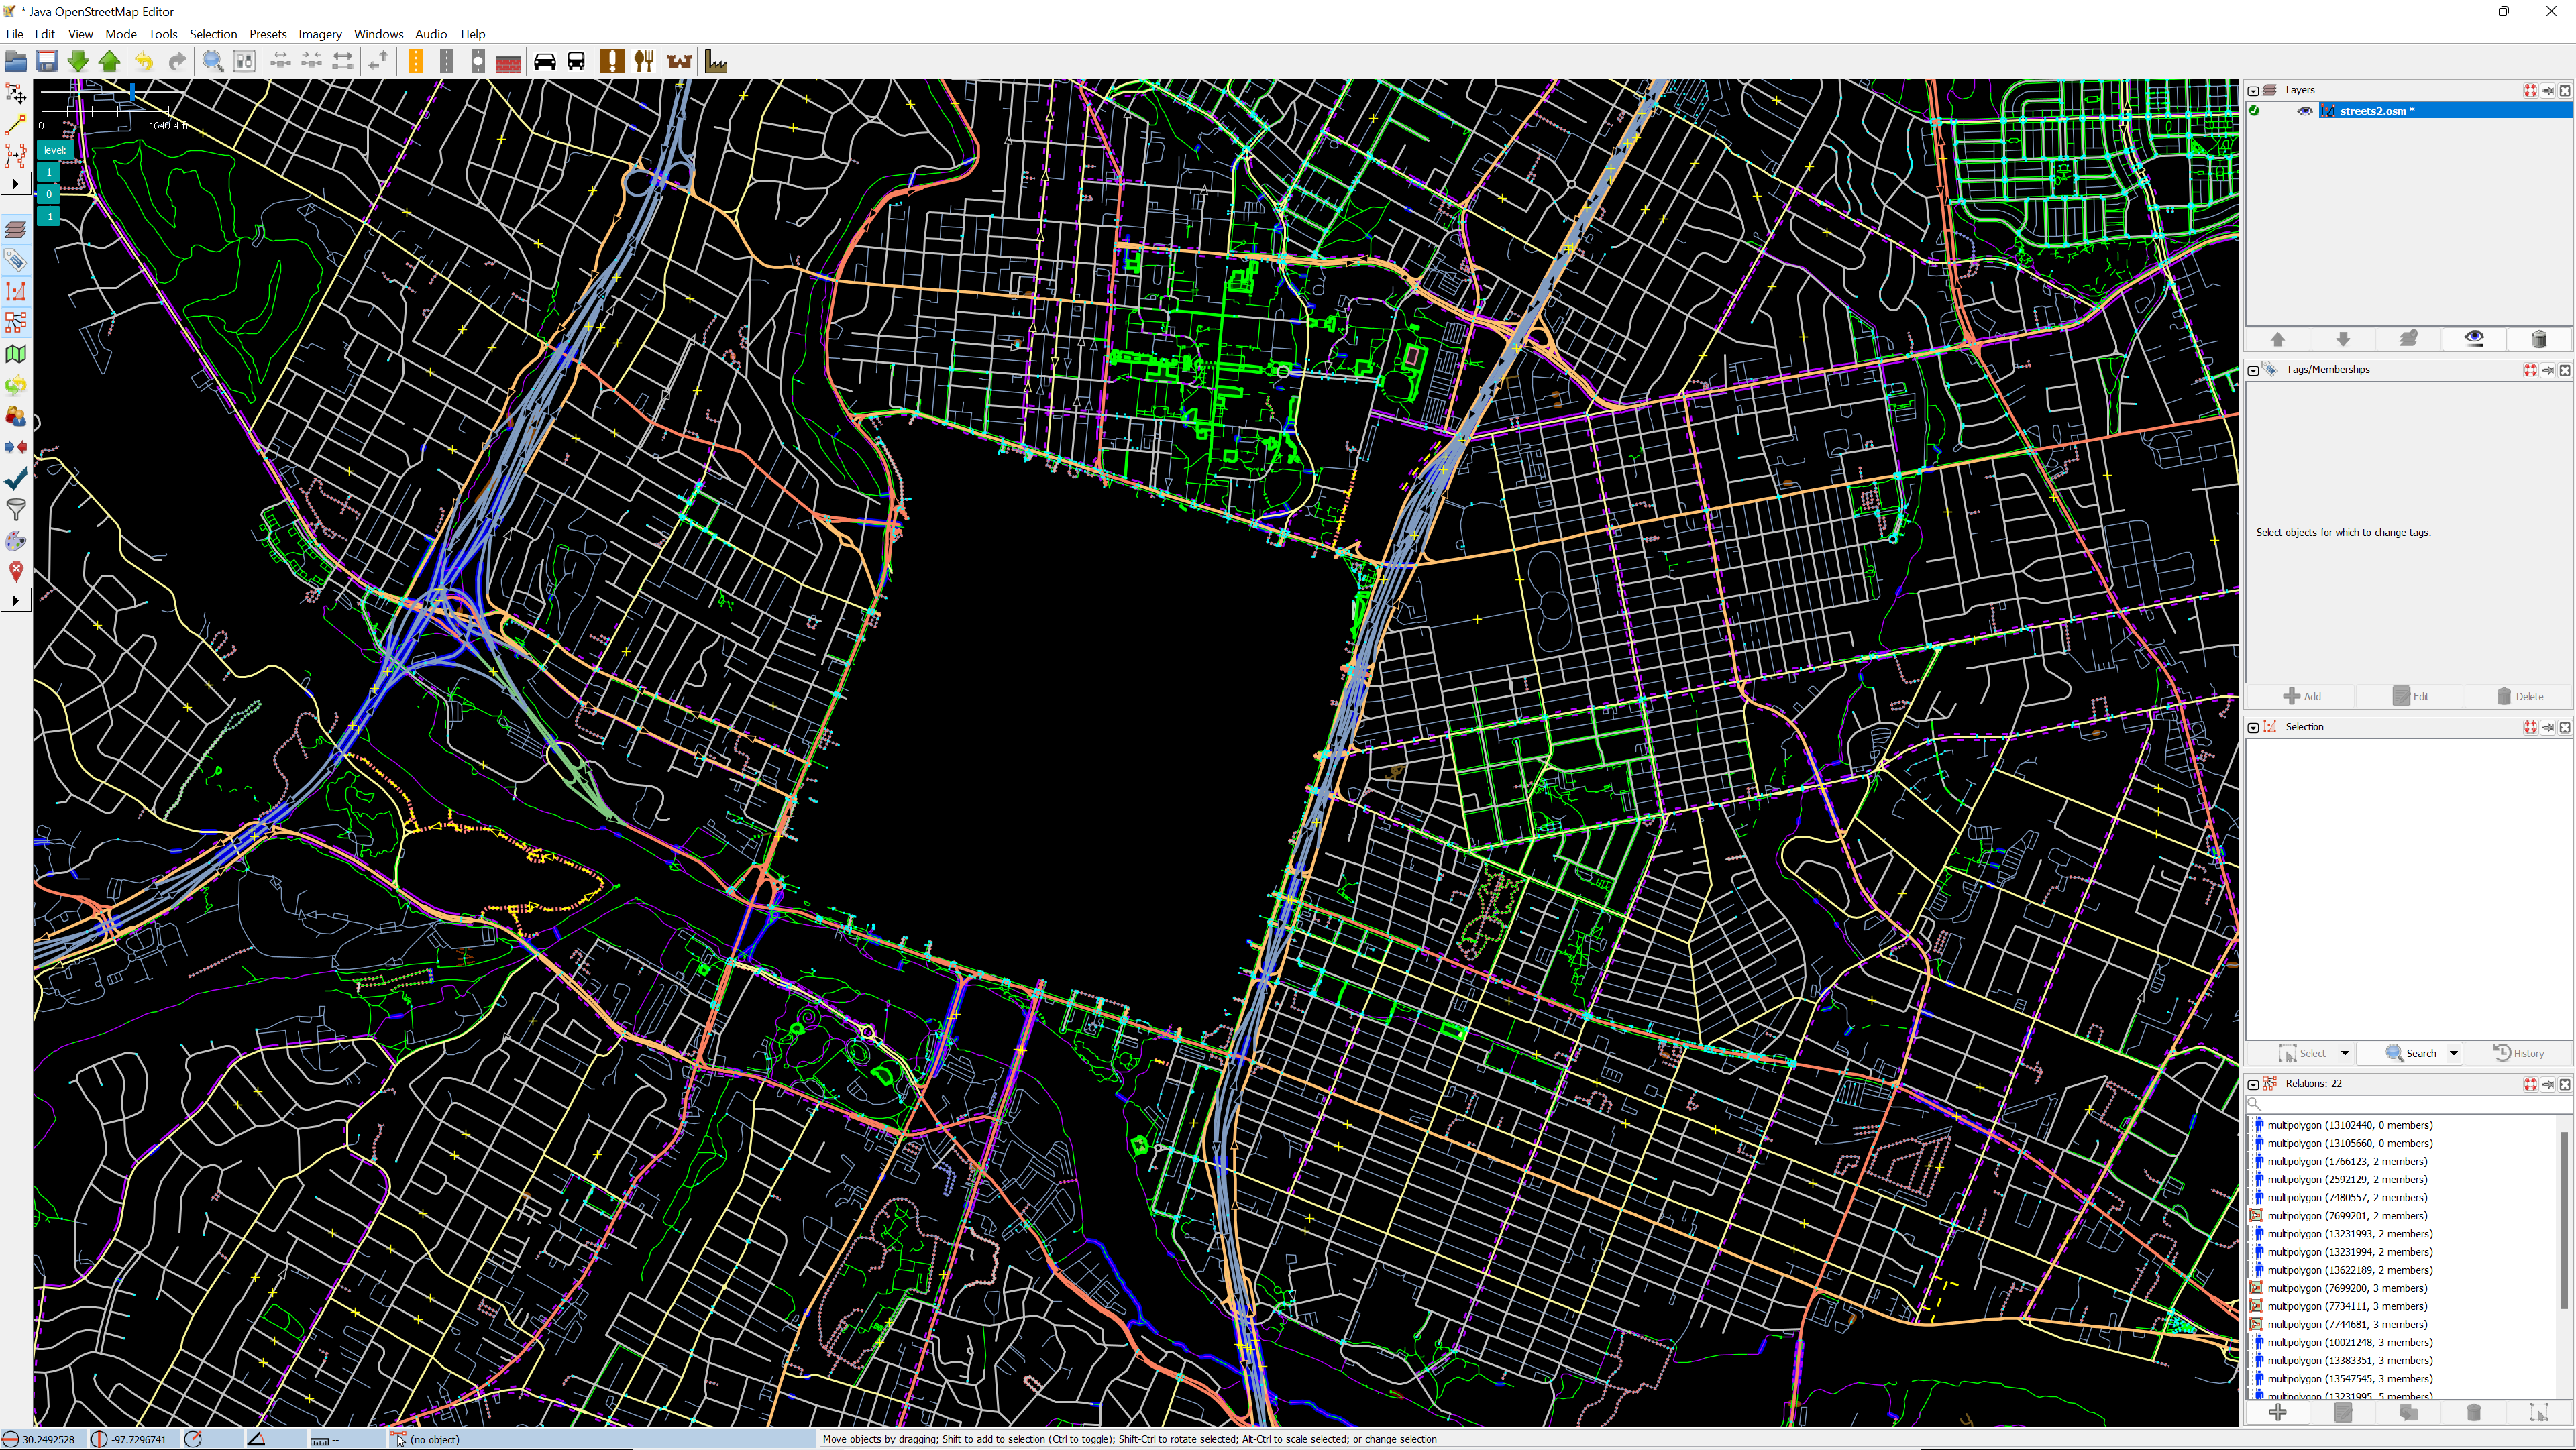 * Java OpenStreetMap Editor
File Edit View Mode Tools Selection Presets Imagery Windows Audio Help
0 1640.4 ft
level:
1
0
-1
Layers
streets2.osm *
Tags/Memberships
Select objects for which to change tags.
Add Edit Delete
Selection
Select Search History
Relations: 22
multipolygon (13102440, 0 members)
multipolygon (13105660, 0 members)
multipolygon (1766123, 2 members)
multipolygon (2592129, 2 members)
multipolygon (7480557, 2 members)
multipolygon (7699201, 2 members)
multipolygon (13231993, 2 members)
multipolygon (13231994, 2 members)
multipolygon (13622189, 2 members)
multipolygon (7699200, 3 members)
multipolygon (7734111, 3 members)
multipolygon (7744681, 3 members)
multipolygon (10021248, 3 members)
multipolygon (13383351, 3 members)
multipolygon (13547545, 3 members)
multipolygon (13231995, 5 members)
30.2492528 -97.7296741 -- (no object) Move objects by dragging; Shift to add to selection (Ctrl to toggle); Shift-Ctrl to rotate selected; Alt-Ctrl to scale selected; or change selection